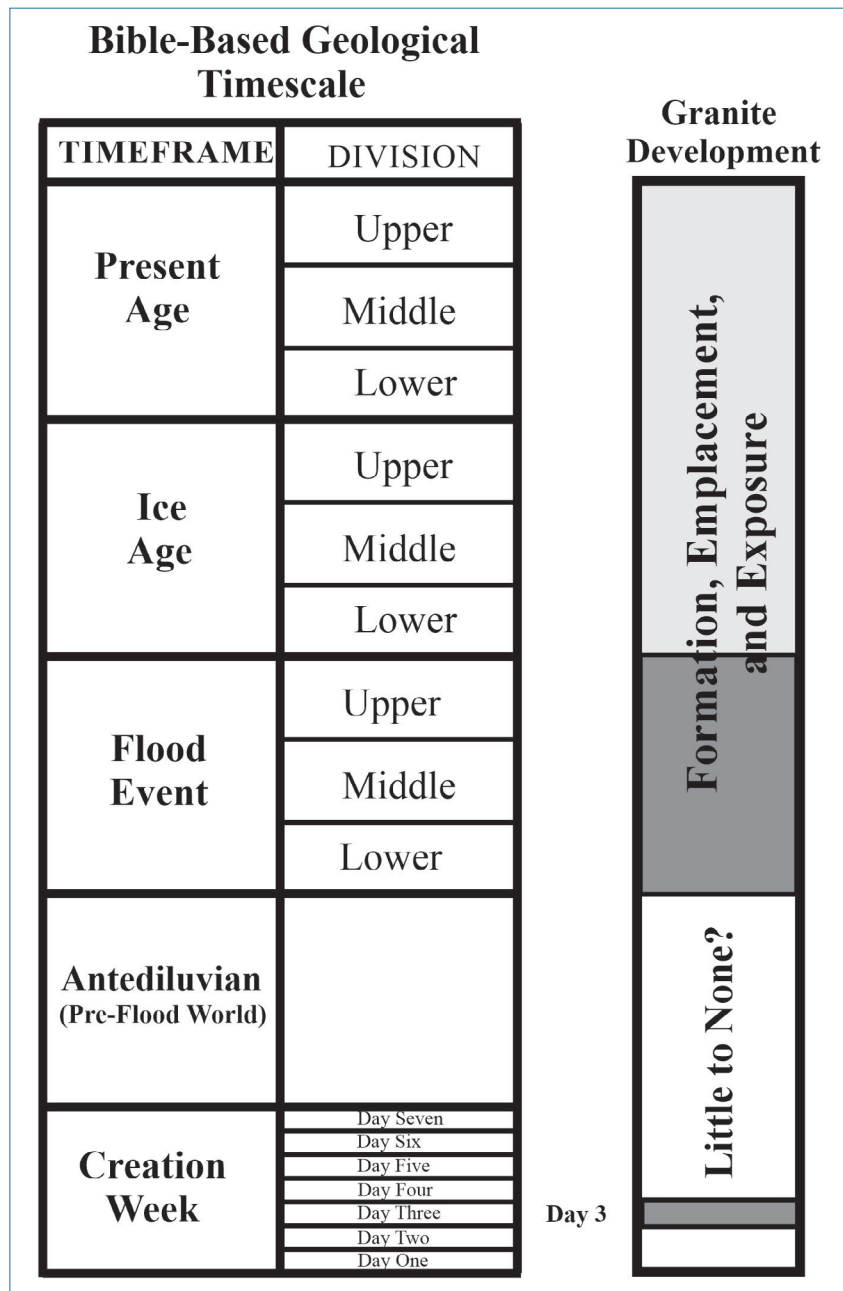 Bible-Based Geological
Timescale
TIMEFRAME
DIVISION
Present
Age
Upper
Middle
Lower
Ice
Age
Upper
Middle
Lower
Flood
Event
Upper
Middle
Lower
Antediluvian
(Pre-Flood World)
Creation
Week
Day Seven
Day Six
Day Five
Day Four
Day Three
Day Two
Day One
Granite
Development
Formation, Emplacement,
and Exposure
Little to None?
Day 3